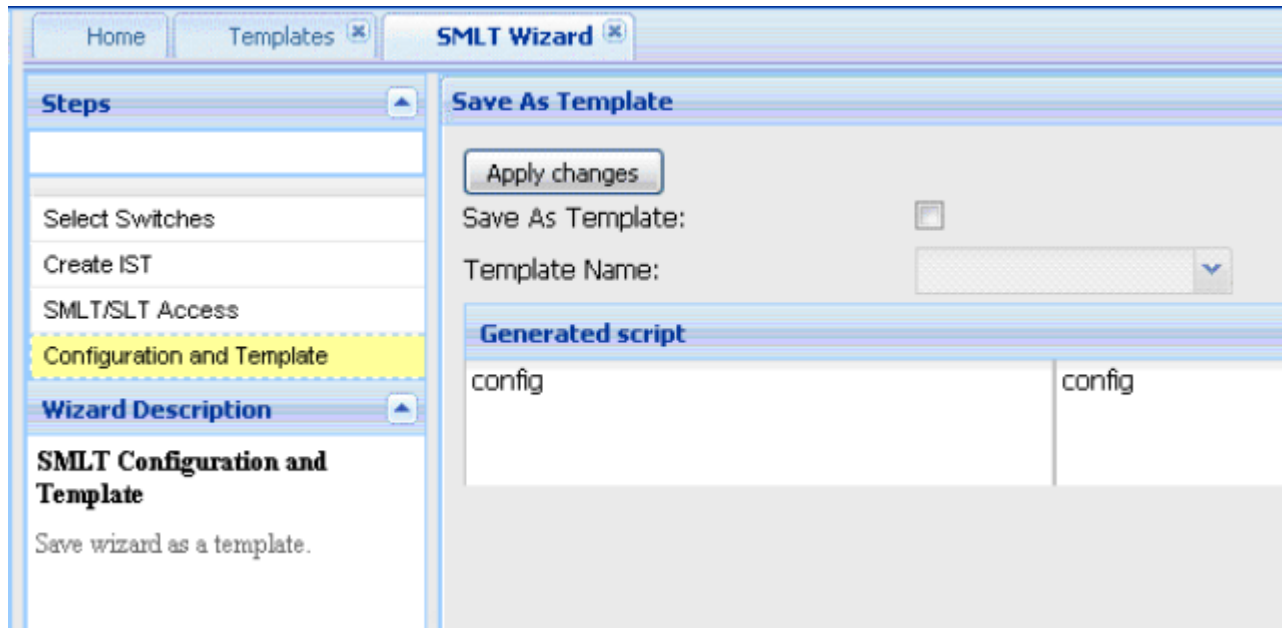 Home
Templates
SMLT Wizard
Steps
Select Switches
Create IST
SMLT/SLT Access
Configuration and Template
Wizard Description
SMLT Configuration and
Template
Save wizard as a template.
Save As Template
Apply changes
Save As Template:
Template Name:
Generated script
config
config